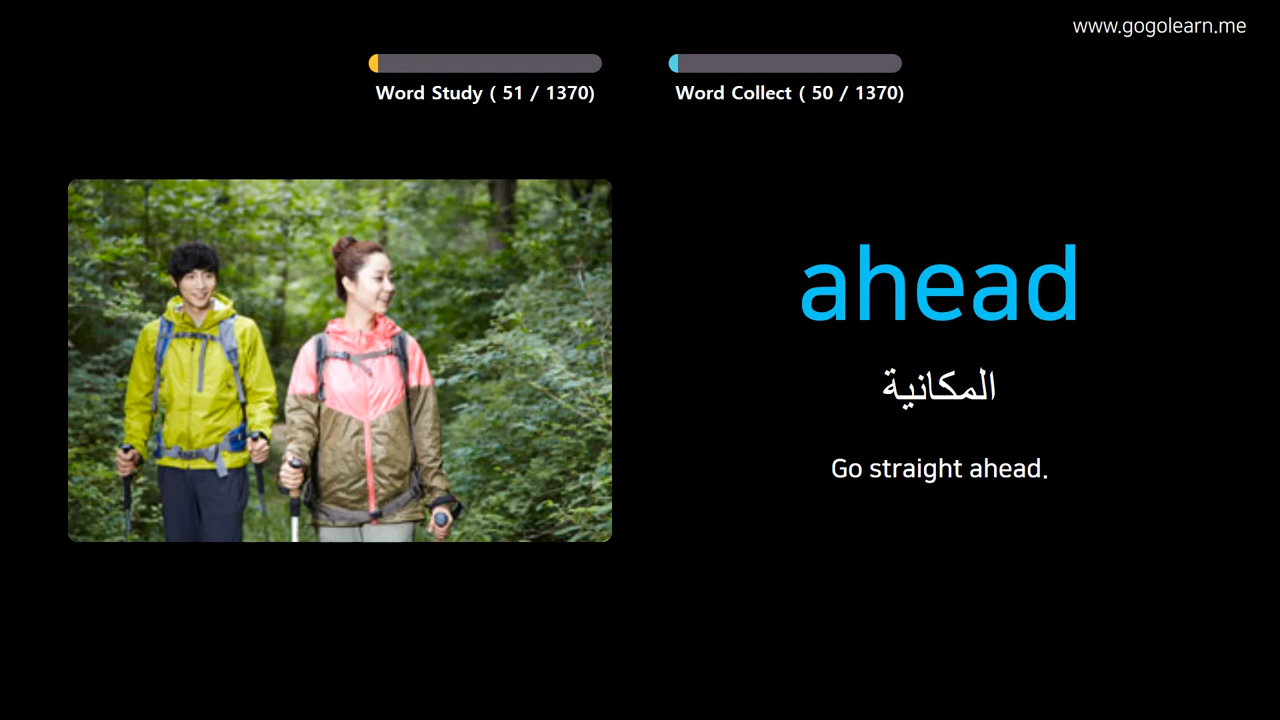 www.gogolearn.me
Word Study ( 51 / 1370)
Word Collect ( 50 / 1370)
ahead
المكانية
Go straight ahead.